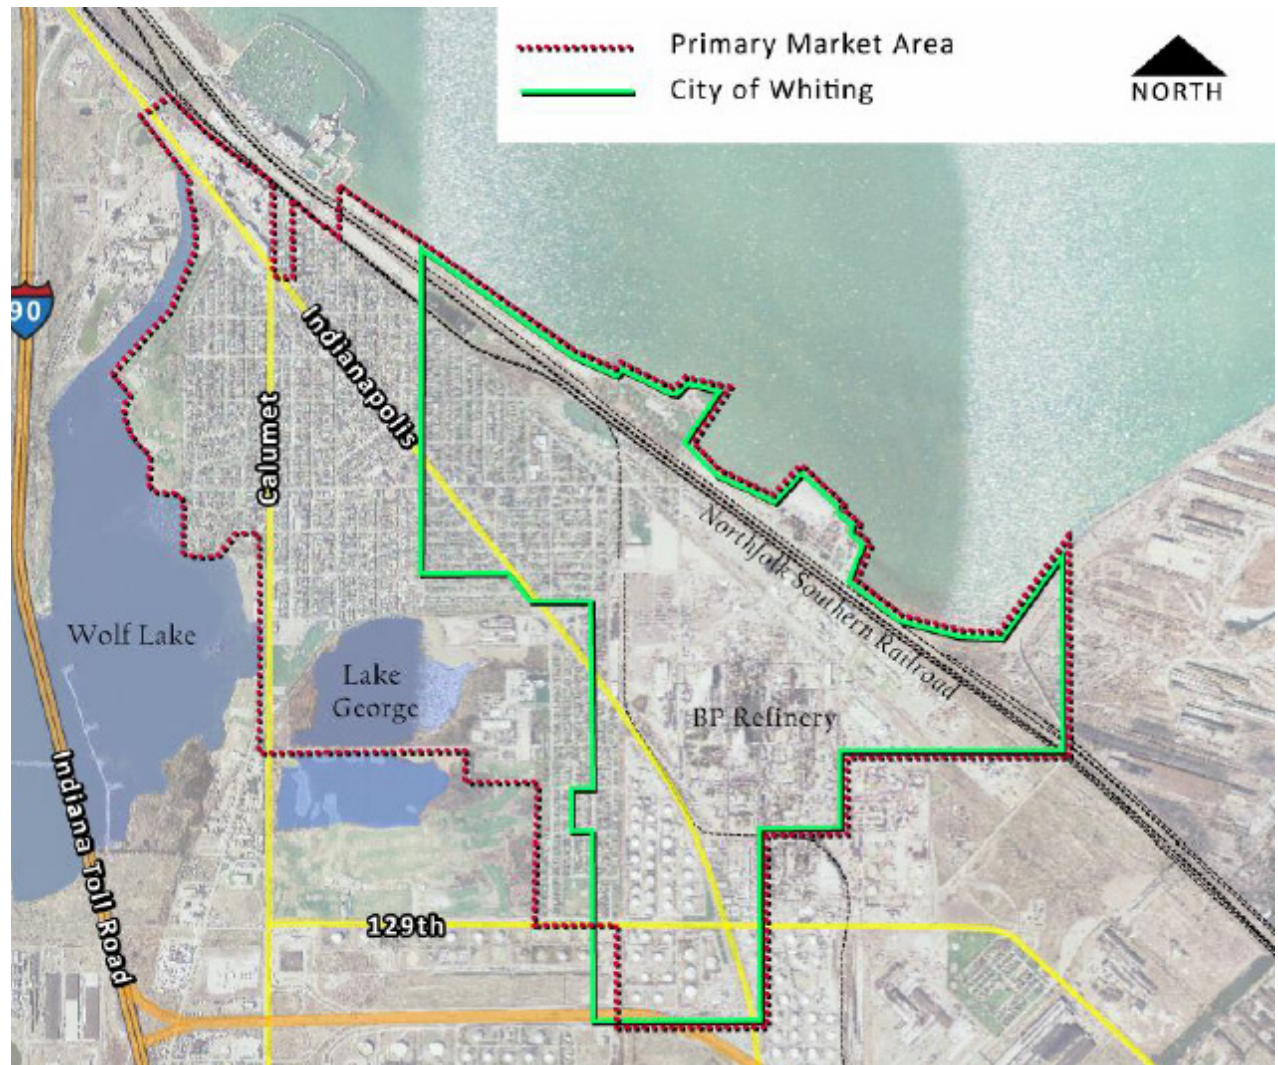 Primary Market Area
City of Whiting
NORTH
90
Indianapolis
Calumet
Northfolk Southern Railroad
Wolf Lake
Lake
George
BP Refinery
Indiana Toll Road
129th